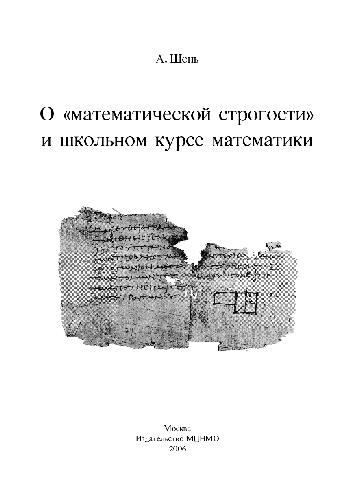 А. Шень
О «математической строгости»
и школьном курсе математики
Москва
Издательство МЦНМО
2006